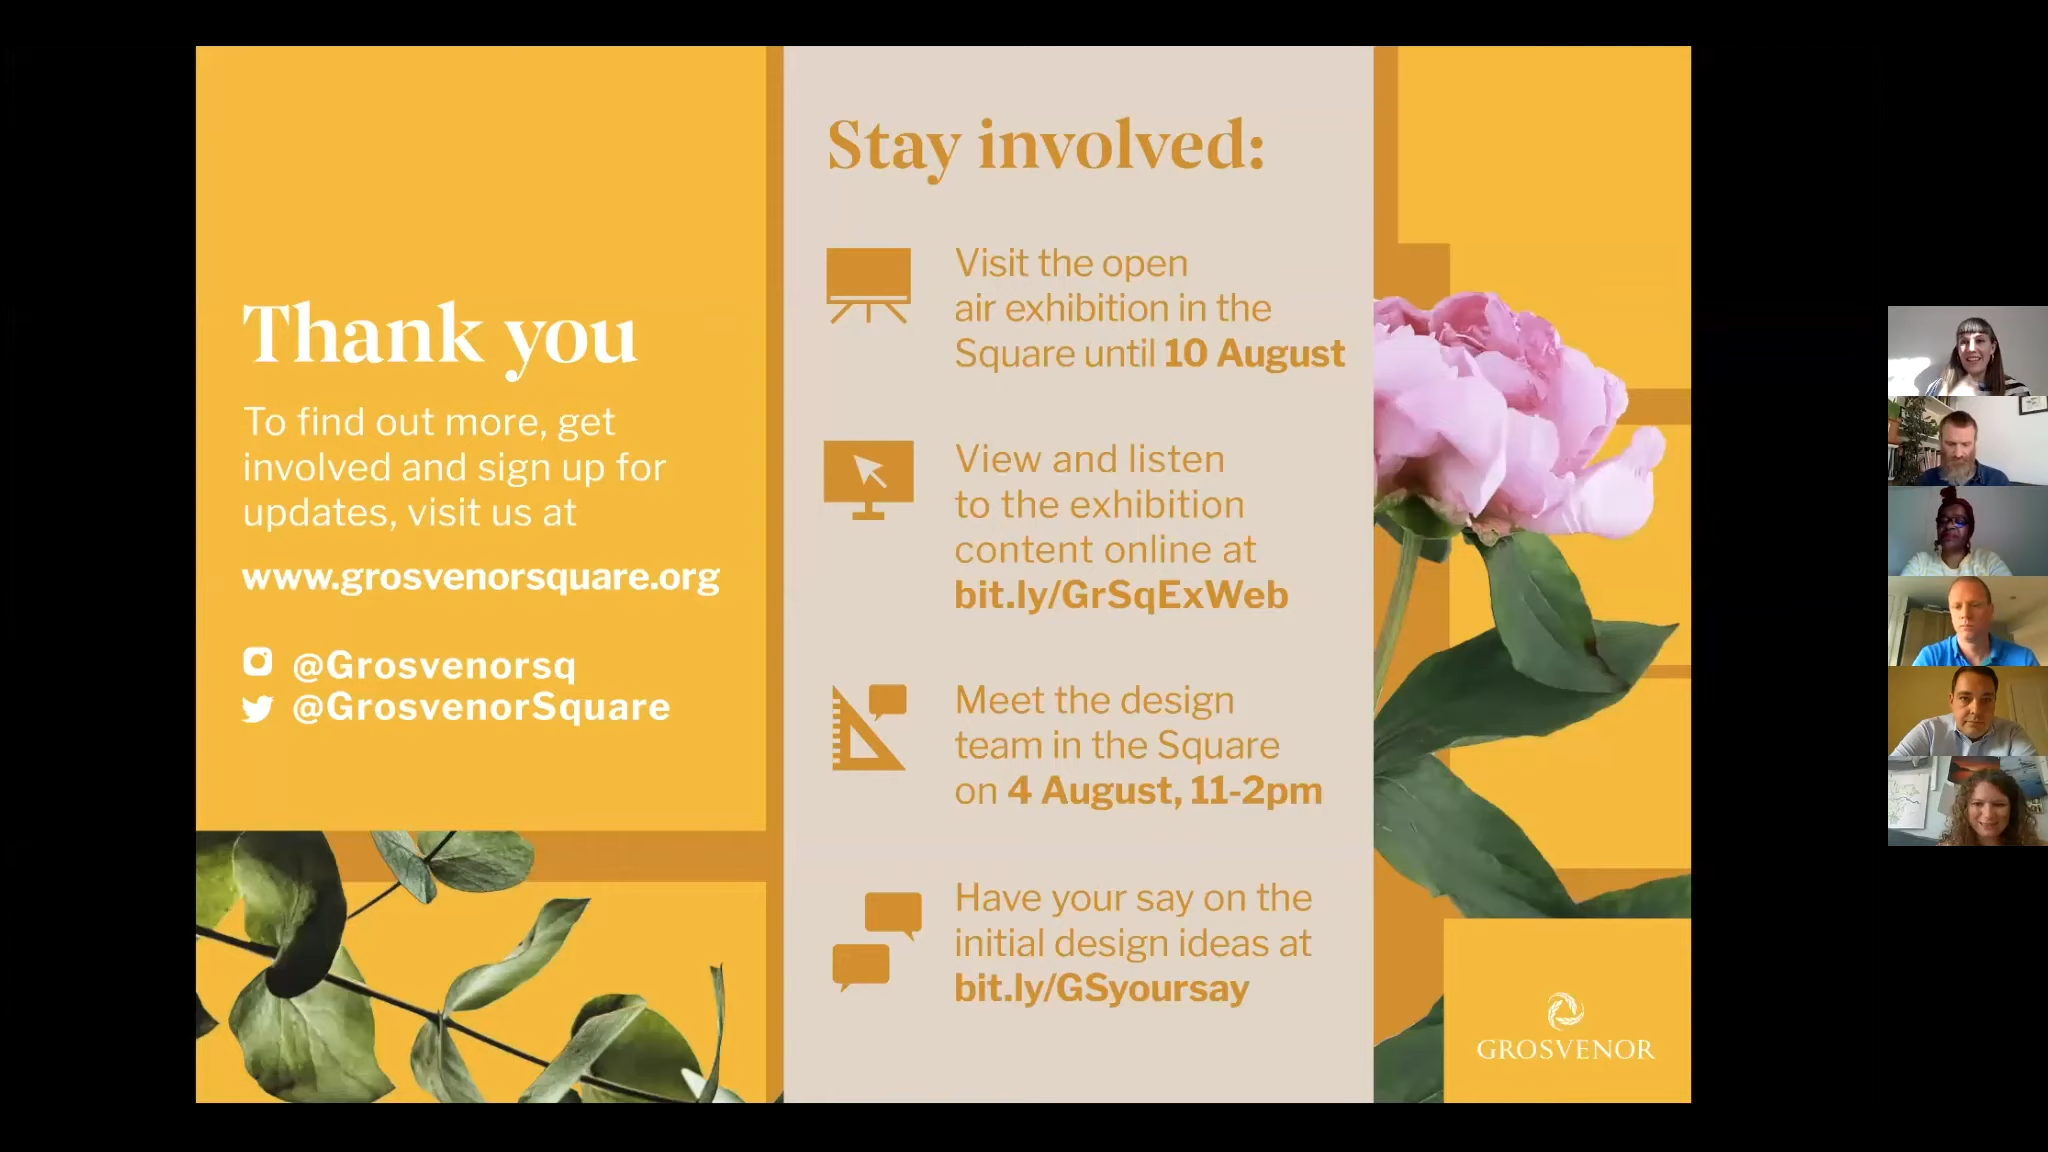 Thank you
To find out more, get
involved and sign up for
updates, visit us at
www.grosvenorsquare.org
@Grosvenorsq
@GrosvenorSquare
Stay involved:
Visit the open
air exhibition in the
Square until 10 August
View and listen
to the exhibition
content online at
bit.ly/GrSqExWeb
Meet the design
team in the Square
on 4 August, 11-2pm
Have your say on the
initial design ideas at
bit.ly/GSyoursay
GROSVENOR